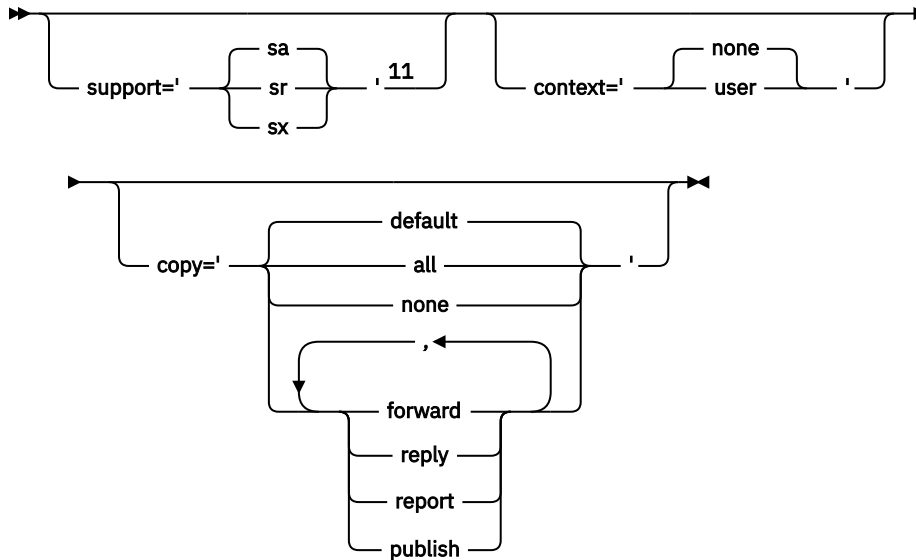 sa none
support=' sr ' 11 context=' user '
sx
default
copy=' all '
none
,
forward
reply
report
publish